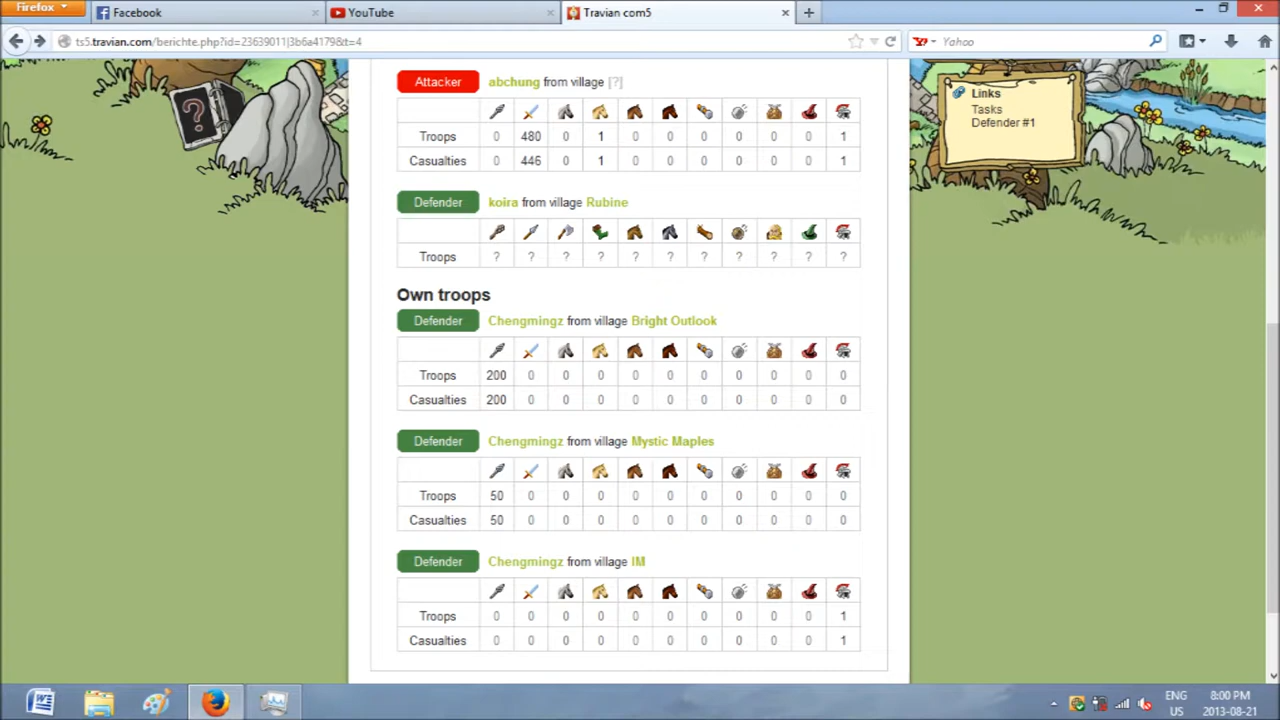 Firefox
Facebook
YouTube
Travian com5
ts5.travian.com/berichte.php?id=23639011|3b6a4179&t=4
Yahoo
Links
Tasks
Defender #1
Attacker abchung from village [?]
Troops 0 480 0 1 0 0 0 0 0 0 1
Casualties 0 446 0 1 0 0 0 0 0 0 1
Defender koira from village Rubine
Troops ? ? ? ? ? ? ? ? ? ? ?
Own troops
Defender Chengmingz from village Bright Outlook
Troops 200 0 0 0 0 0 0 0 0 0 0
Casualties 200 0 0 0 0 0 0 0 0 0 0
Defender Chengmingz from village Mystic Maples
Troops 50 0 0 0 0 0 0 0 0 0 0
Casualties 50 0 0 0 0 0 0 0 0 0 0
Defender Chengmingz from village IM
Troops 0 0 0 0 0 0 0 0 0 0 1
Casualties 0 0 0 0 0 0 0 0 0 0 1
ENG 8:00 PM
US 2013-08-21